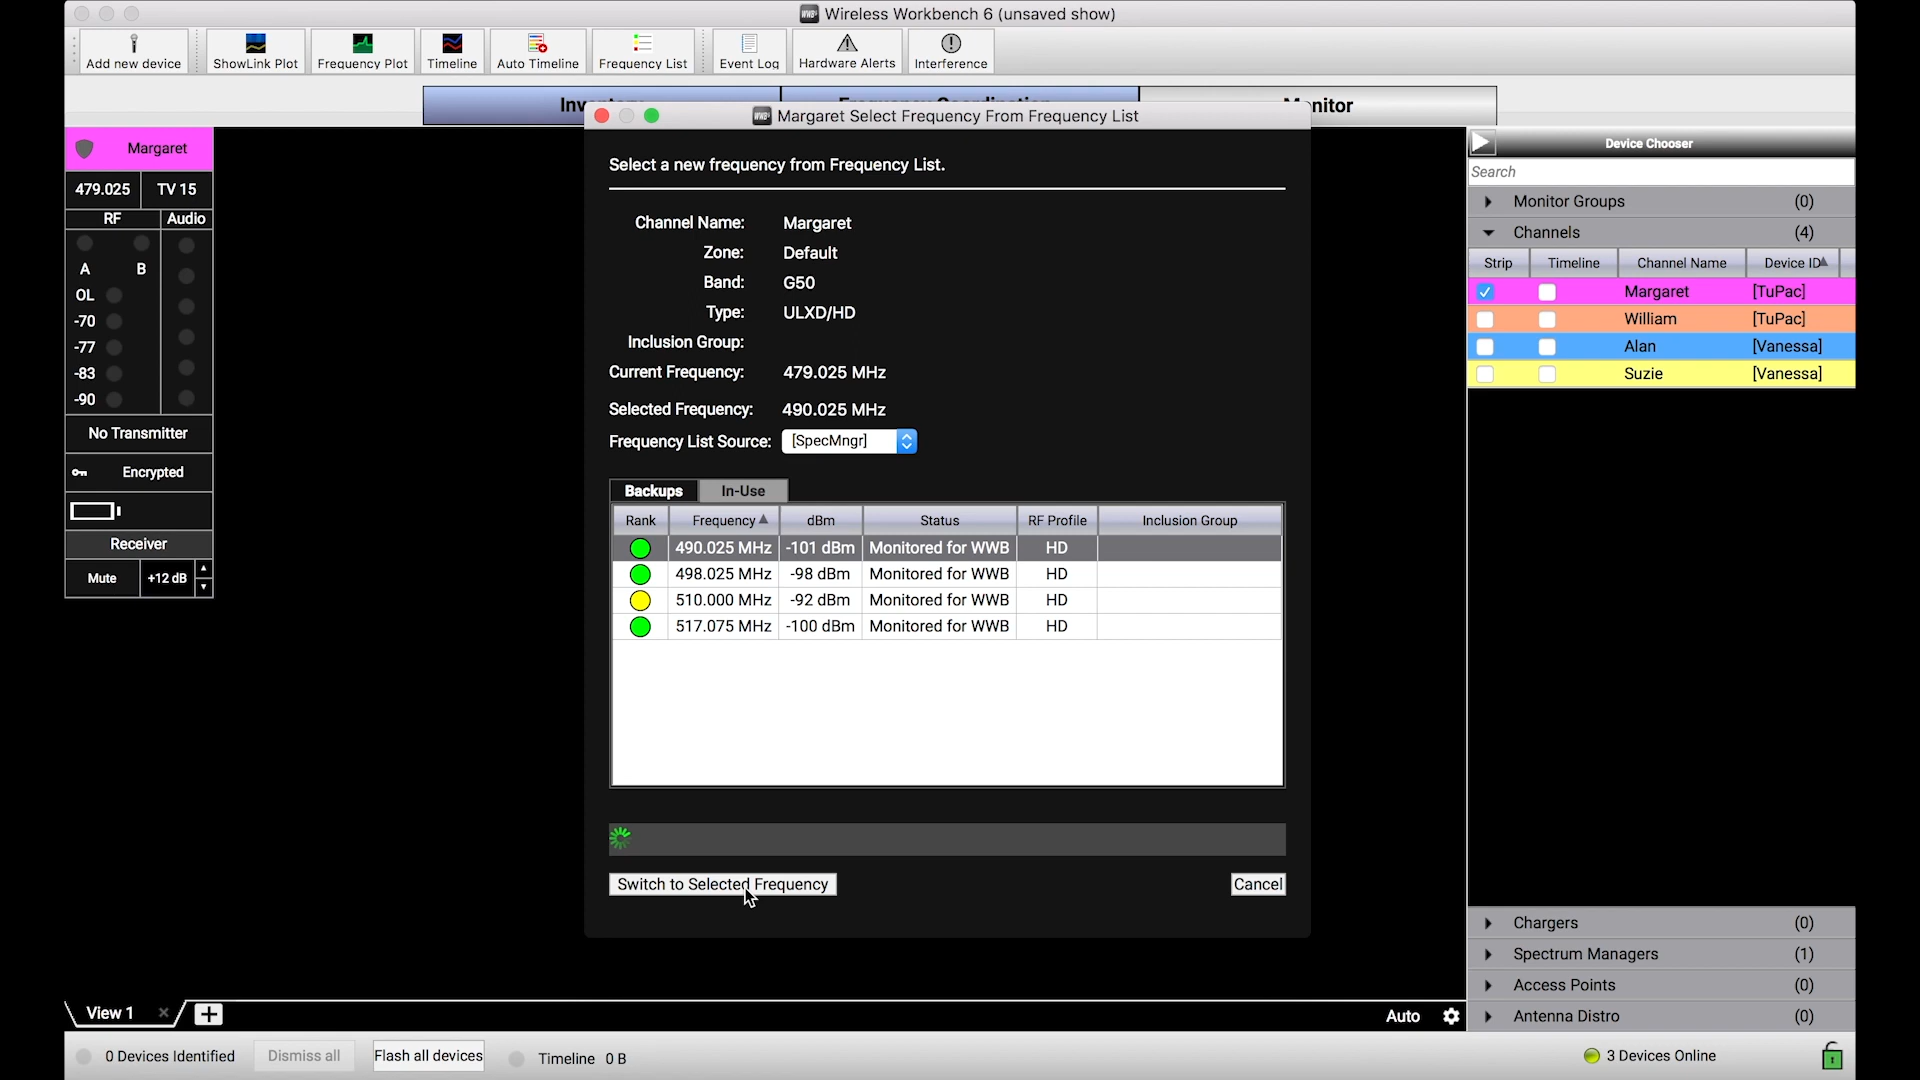 Wireless Workbench 6 (unsaved show)
Add new device
ShowLink Plot
Frequency Plot
Timeline
Auto Timeline
Frequency List
Event Log
Hardware Alerts
Interference
Margaret Select Frequency From Frequency List
Margaret
479.025 TV 15
RF Audio
A B
OL
-70
-77
-83
-90
No Transmitter
Encrypted
Receiver
Mute +12 dB
Select a new frequency from Frequency List.
Channel Name: Margaret
Zone: Default
Band: G50
Type: ULXD/HD
Inclusion Group:
Current Frequency: 479.025 MHz
Selected Frequency: 490.025 MHz
Frequency List Source: [SpecMngr]
Backups In-Use
Rank Frequency dBm Status RF Profile Inclusion Group
490.025 MHz -101 dBm Monitored for WWB HD
498.025 MHz -98 dBm Monitored for WWB HD
510.000 MHz -92 dBm Monitored for WWB HD
517.075 MHz -100 dBm Monitored for WWB HD
Switch to Selected Frequency
Cancel
Device Chooser
Search
Monitor Groups (0)
Channels (4)
Strip Timeline Channel Name Device ID
Margaret [TuPac]
William [TuPac]
Alan [Vanessa]
Suzie [Vanessa]
Chargers (0)
Spectrum Managers (1)
Access Points (0)
Antenna Distro (0)
View 1
Auto
0 Devices Identified
Dismiss all
Flash all devices
Timeline 0 B
3 Devices Online